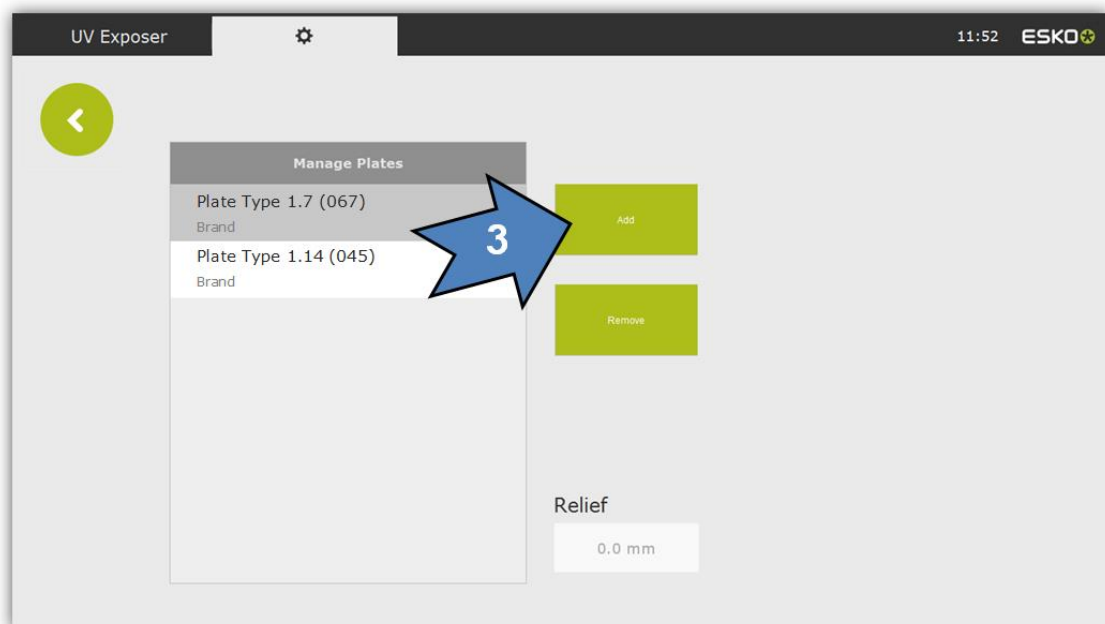 UV Exposer
11:52 ESKO
Manage Plates
Plate Type 1.7 (067)
Brand
Plate Type 1.14 (045)
Brand
3
Add
Remove
Relief
0.0 mm